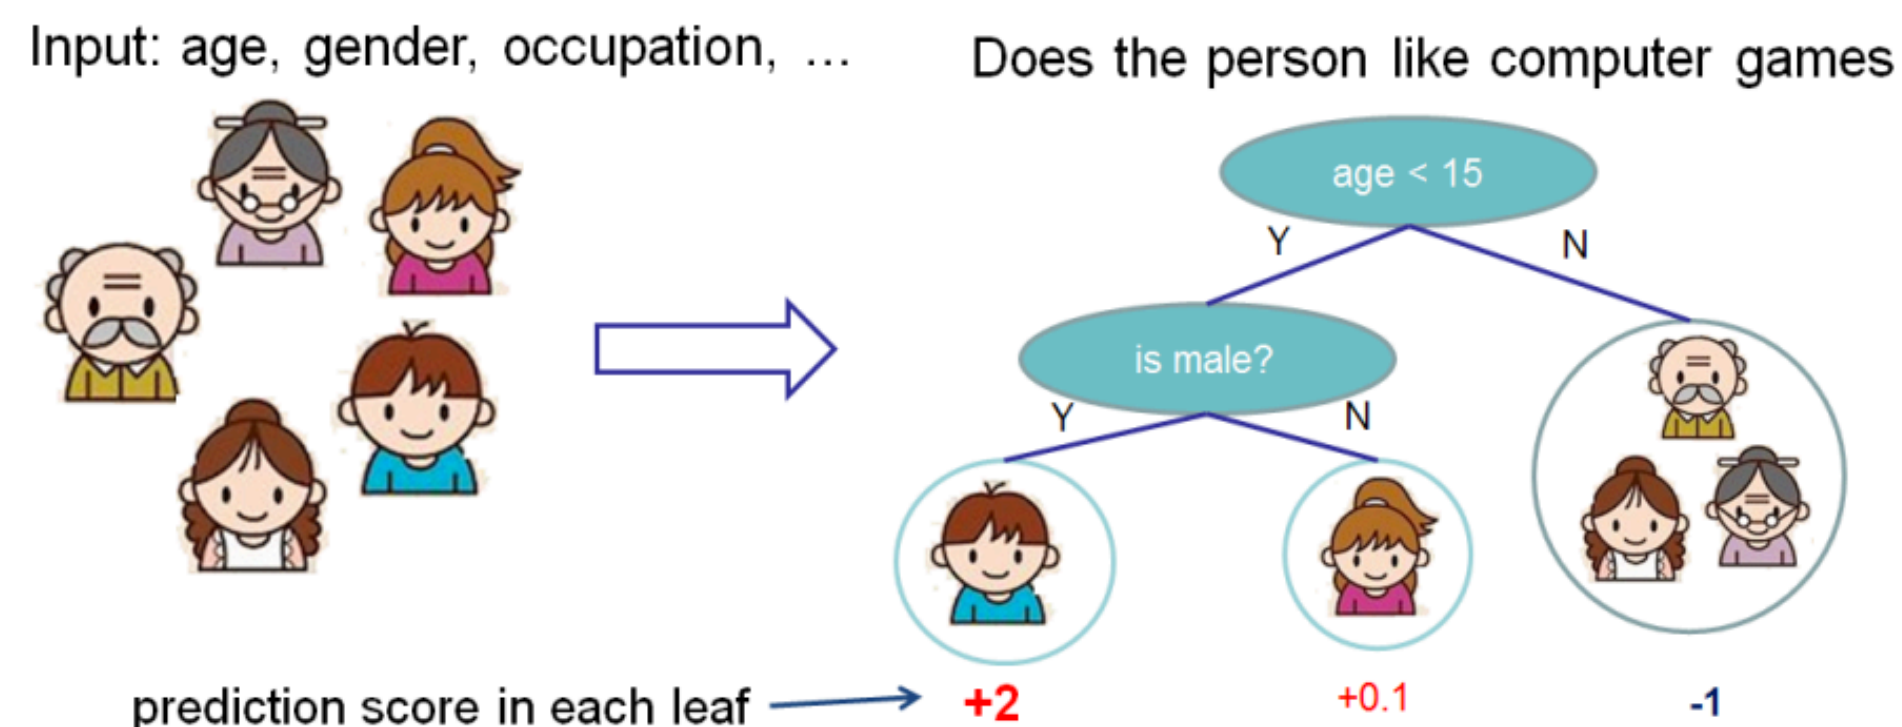 Input: age, gender, occupation, ...
Does the person like computer games
age < 15
Y
N
is male?
Y
N
prediction score in each leaf
+2
+0.1
-1